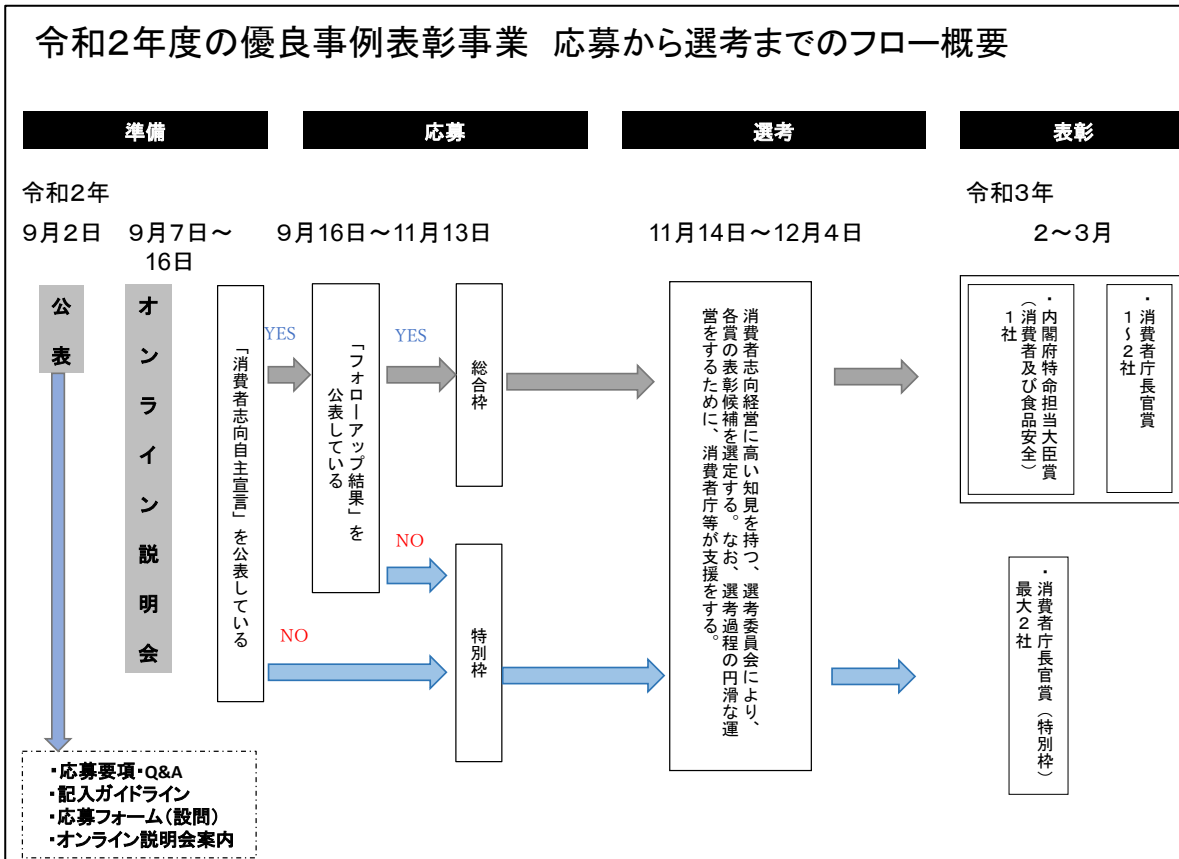 令和2年度の優良事例表彰事業 応募から選考までのフロー概要
準備
応募
選考
表彰
令和2年
令和3年
9月2日
9月7日～
16日
9月16日～11月13日
11月14日～12月4日
2～3月
公表
オンライン説明会
「消費者志向自主宣言」を公表している
YES
「フォローアップ結果」を
公表している
YES
総合枠
NO
NO
特別枠
消費者志向経営に高い知見を持つ、選考委員会により、
各賞の表彰候補を選定する。なお、選考過程の円滑な運
営をするために、消費者庁等が支援をする。
・消費者庁長官賞
1~2社
・内閣府特命担当大臣賞
（消費者及び食品安全）
1社
・消費者庁長官賞（特別枠）
最大2社
・応募要項・Q&A
・記入ガイドライン
・応募フォーム（設問）
・オンライン説明会案内